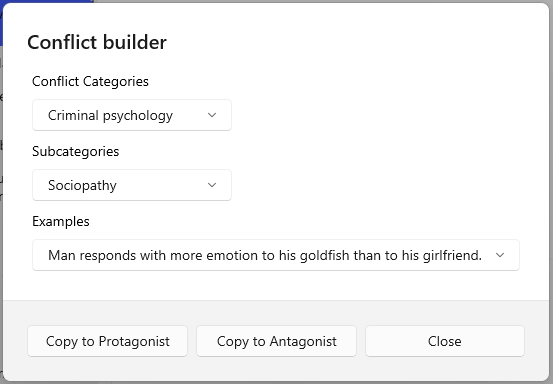 Conflict builder
Conflict Categories
Criminal psychology
Subcategories
Sociopathy
Examples
Man responds with more emotion to his goldfish than to his girlfriend.
Copy to Protagonist
Copy to Antagonist
Close